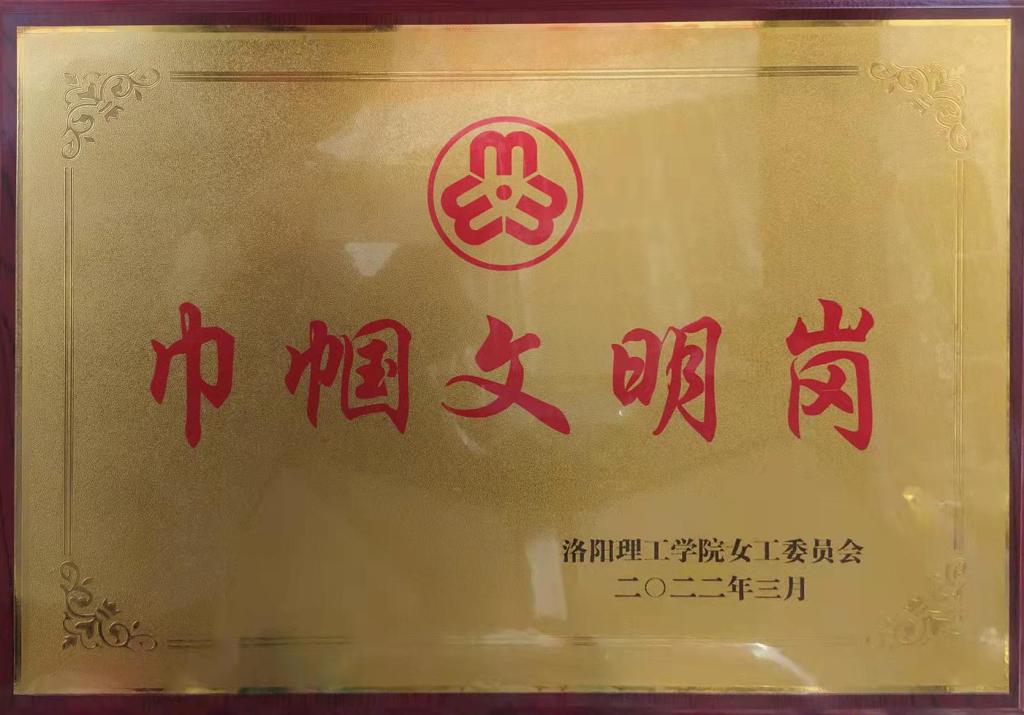 巾帼文明岗
洛阳理工学院女工委员会
二〇二二年三月